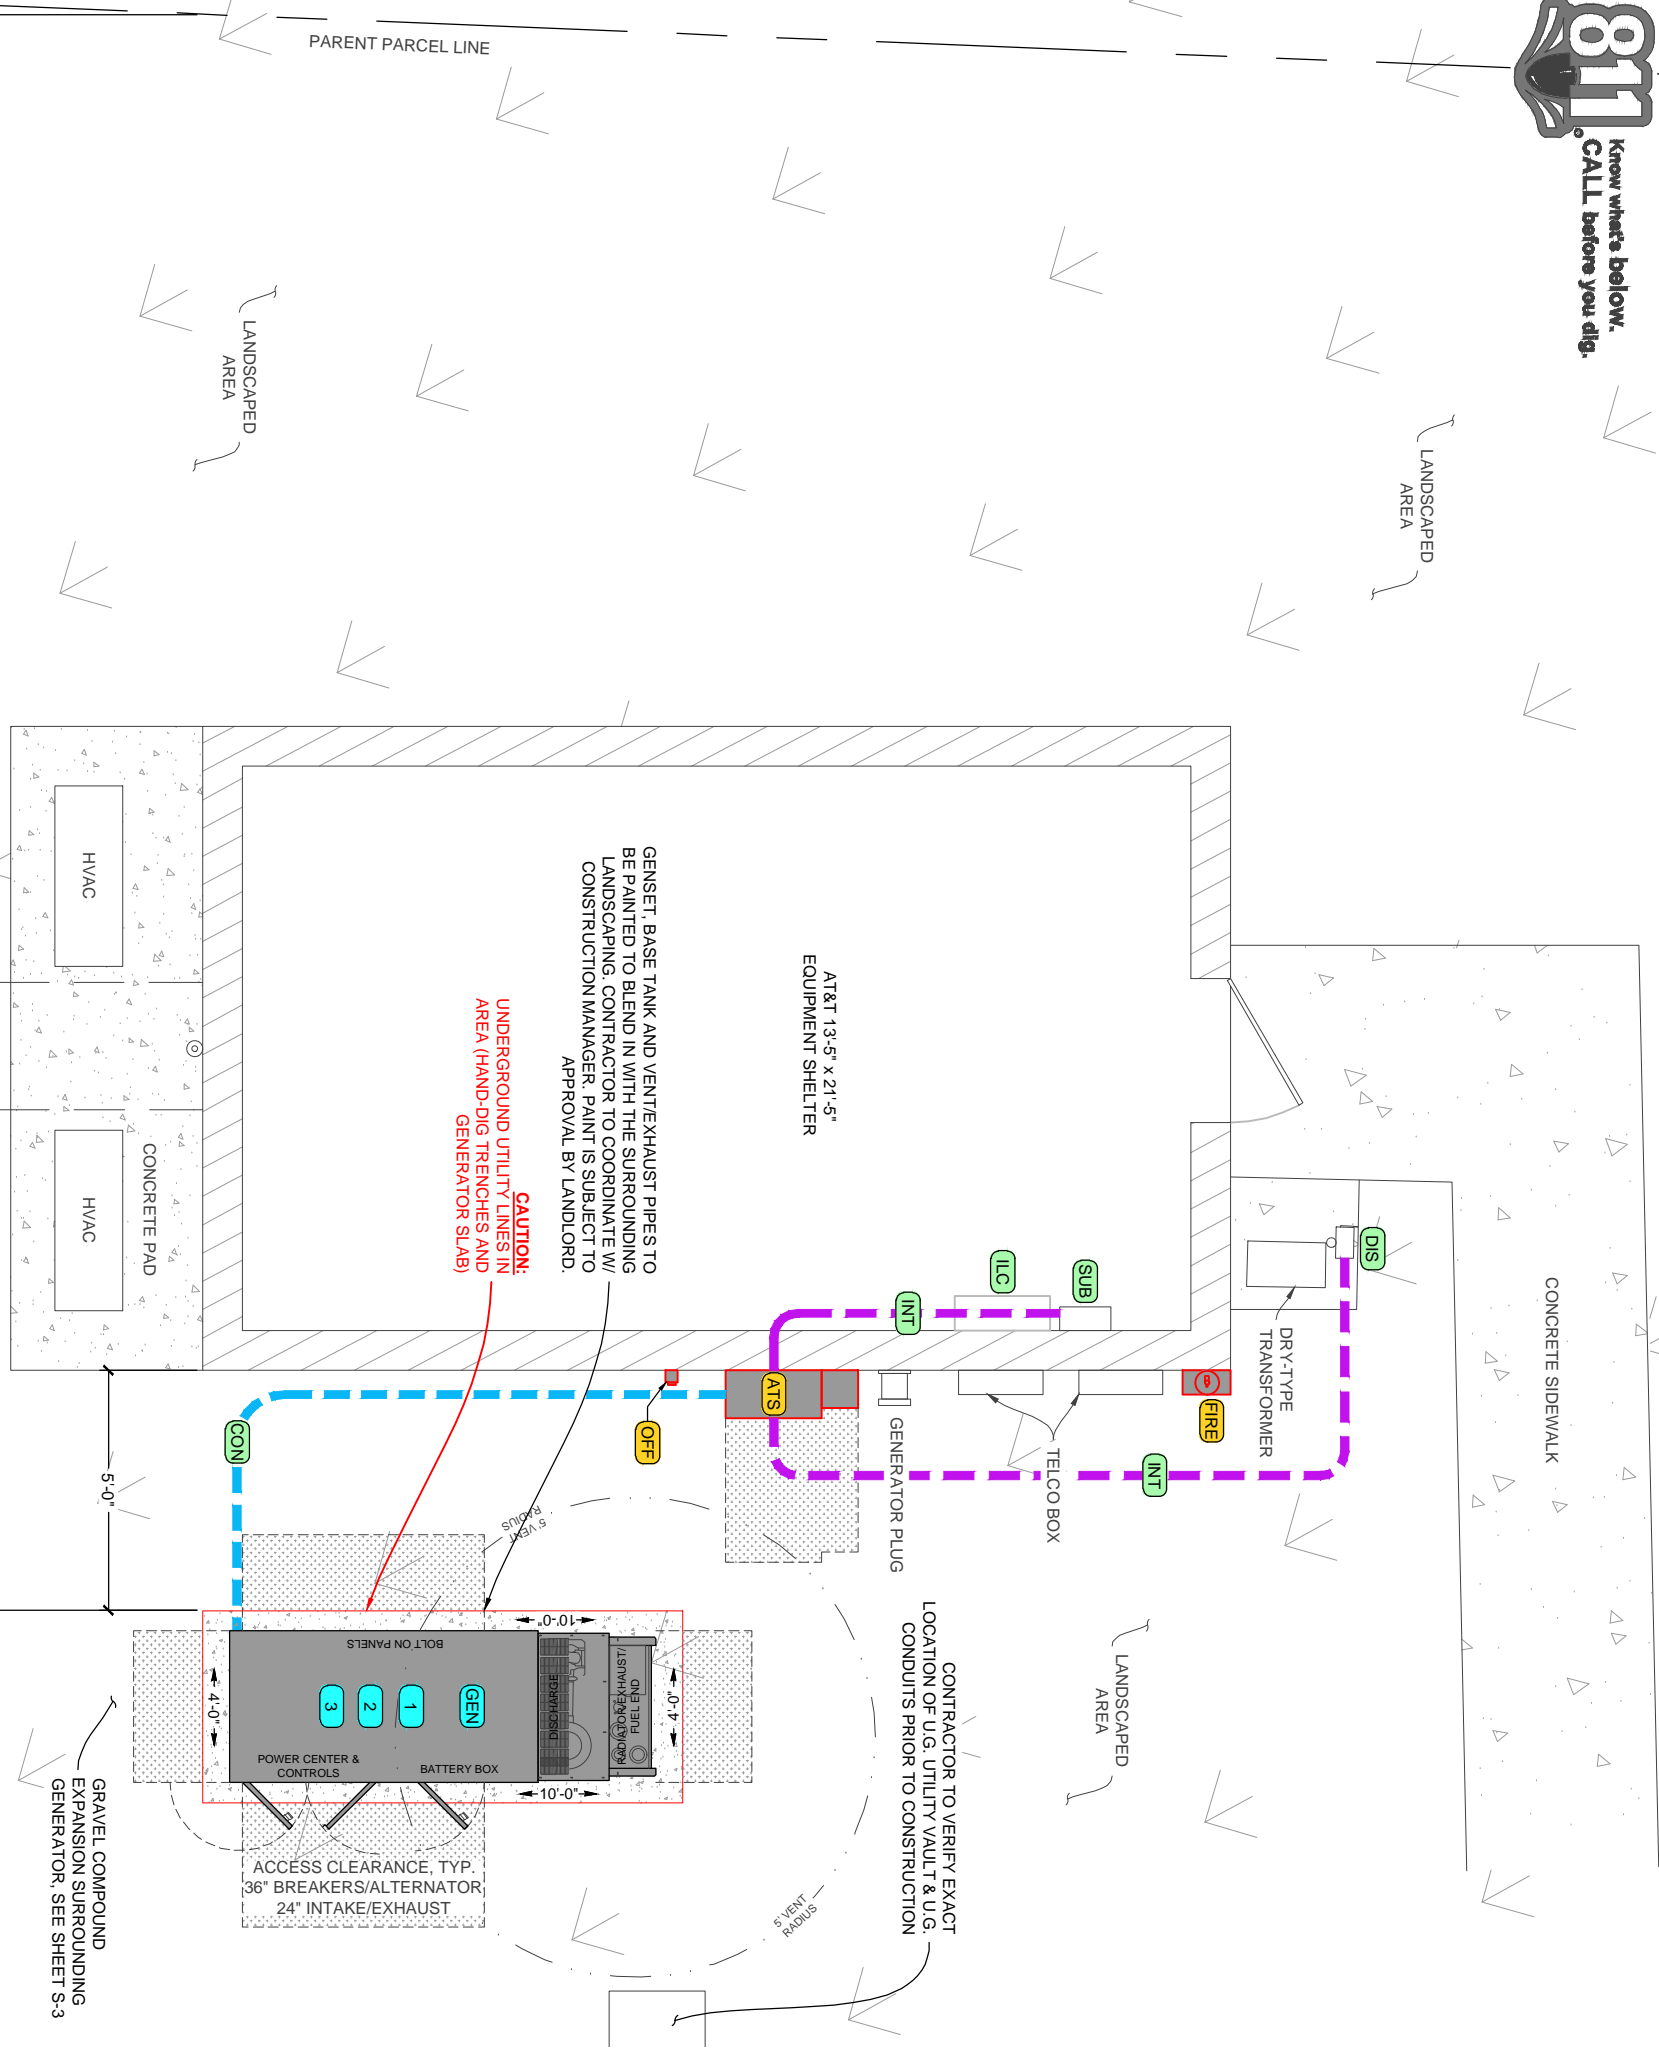 PARENT PARCEL LINE
811
Know what's below.
CALL before you dig.
LANDSCAPED
AREA
LANDSCAPED
AREA
HVAC
HVAC
CONCRETE PAD
AT&T 13'-5" x 21'-5"
EQUIPMENT SHELTER
GENSET, BASE TANK AND VENT/EXHAUST PIPES TO
BE PAINTED TO BLEND IN WITH THE SURROUNDING
LANDSCAPING. CONTRACTOR TO COORDINATE W/
CONSTRUCTION MANAGER. PAINT IS SUBJECT TO
APPROVAL BY LANDLORD.
CAUTION:
UNDERGROUND UTILITY LINES IN
AREA (HAND-DIG TRENCHES AND
GENERATOR SLAB)
DIS
SUB
ILC
INT
DRY-TYPE
TRANSFORMER
CONCRETE SIDEWALK
ATS
FIRE
OFF
CON
INT
GENERATOR PLUG
TELCO BOX
5'-0"
5' VENT
RADIUS
CONTRACTOR TO VERIFY EXACT
LOCATION OF U.G. UTILITY VAULT & U.G.
CONDUITS PRIOR TO CONSTRUCTION
LANDSCAPED
AREA
10'-0"
BOLT ON PANELS
4'-0"
3
2
1
GEN
DISCHARGE
RADIATOR/EXHAUST/
FUEL END
4'-0"
POWER CENTER &
CONTROLS
BATTERY BOX
10'-0"
ACCESS CLEARANCE, TYP.
36" BREAKERS/ALTERNATOR
24" INTAKE/EXHAUST
5' VENT
RADIUS
GRAVEL COMPOUND
EXPANSION SURROUNDING
GENERATOR, SEE SHEET S-3